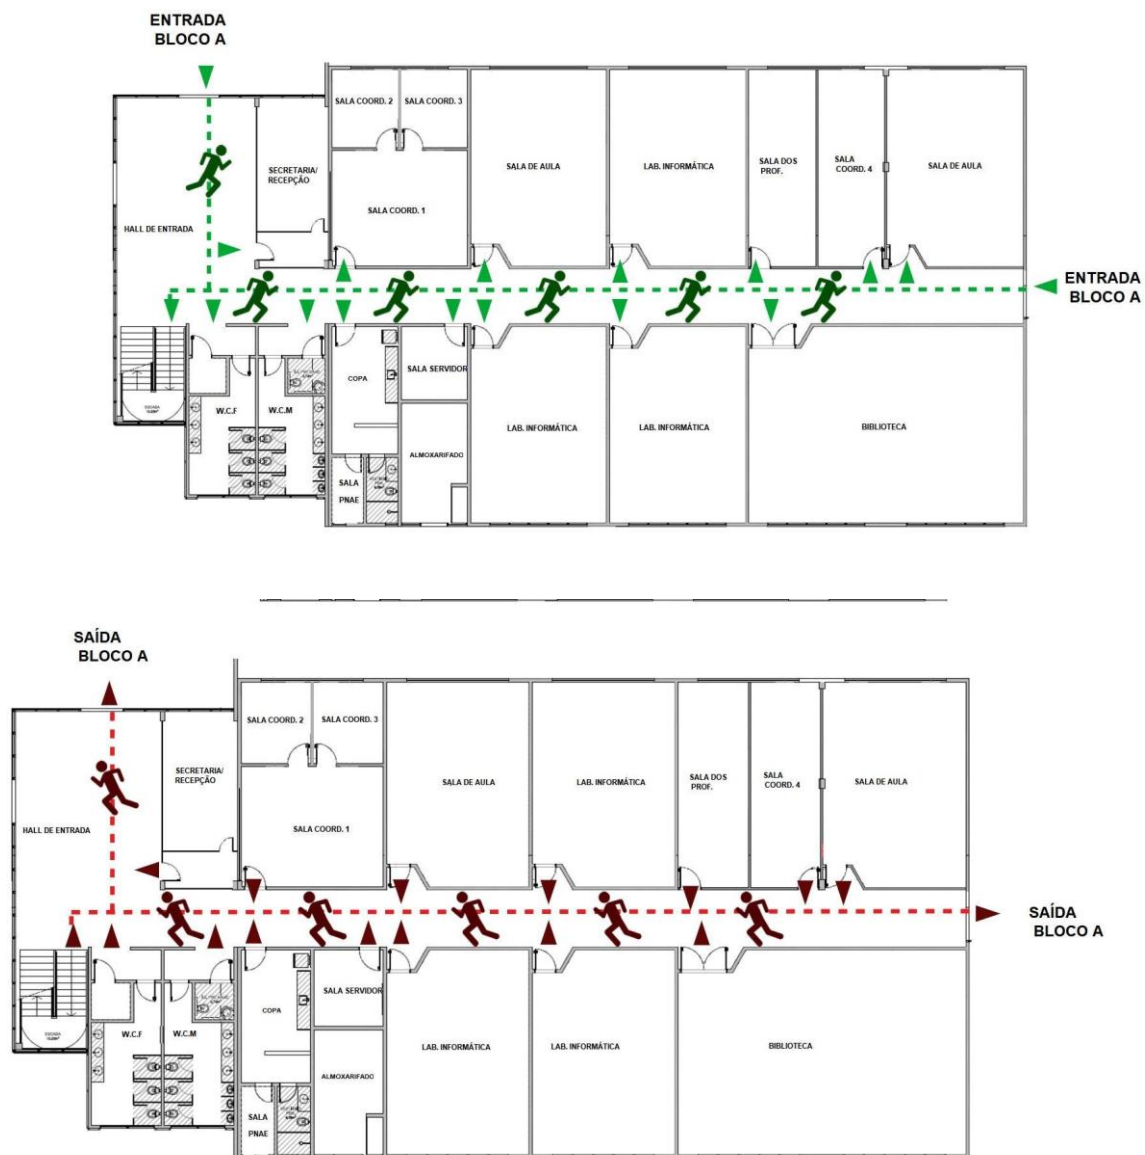 ENTRADA
BLOCO A
SALA COORD. 2
SALA COORD. 3
SECRETARIA/
RECEPÇÃO
SALA DE AULA
LAB. INFORMÁTICA
SALA DOS
PROF.
SALA
COORD. 4
SALA DE AULA
SALA COORD. 1
HALL DE ENTRADA
ENTRADA
BLOCO A
COPA
SALA SERVIDOR
W.C.F
W.C.M
LAB. INFORMÁTICA
LAB. INFORMÁTICA
BIBLIOTECA
ALMOXARIFADO
SALA
PNAE
SAÍDA
BLOCO A
SALA COORD. 2
SALA COORD. 3
SECRETARIA/
RECEPÇÃO
SALA DE AULA
LAB. INFORMÁTICA
SALA DOS
PROF.
SALA
COORD. 4
SALA DE AULA
HALL DE ENTRADA
SALA COORD. 1
SAÍDA
BLOCO A
SALA SERVIDOR
COPA
W.C.F
W.C.M
LAB. INFORMÁTICA
LAB. INFORMÁTICA
BIBLIOTECA
ALMOXARIFADO
SALA
PNAE